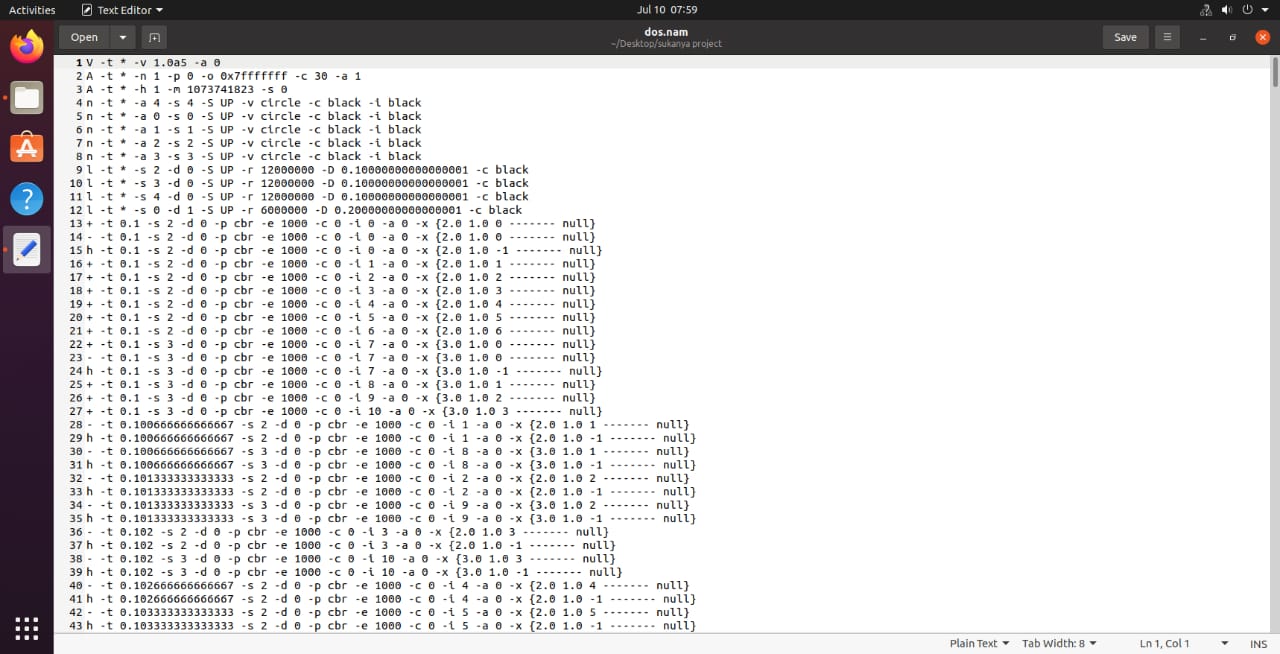 Activities
Text Editor
Jul 10 07:59
Open
dos.nam
~/Desktop/sukanya project
Save
1 V -t * -v 1.0a5 -a 0
2 A -t * -n 1 -p 0 -o 0x7fffffff -c 30 -a 1
3 A -t * -h 1 -m 1073741823 -s 0
4 n -t * -a 4 -s 4 -S UP -v circle -c black -i black
5 n -t * -a 0 -s 0 -S UP -v circle -c black -i black
6 n -t * -a 1 -s 1 -S UP -v circle -c black -i black
7 n -t * -a 2 -s 2 -S UP -v circle -c black -i black
8 n -t * -a 3 -s 3 -S UP -v circle -c black -i black
9 l -t * -s 2 -d 0 -S UP -r 12000000 -D 0.10000000000000001 -c black
10 l -t * -s 3 -d 0 -S UP -r 12000000 -D 0.10000000000000001 -c black
11 l -t * -s 4 -d 0 -S UP -r 12000000 -D 0.10000000000000001 -c black
12 l -t * -s 0 -d 1 -S UP -r 6000000 -D 0.20000000000000001 -c black
13 + -t 0.1 -s 2 -d 0 -p cbr -e 1000 -c 0 -i 0 -a 0 -x {2.0 1.0 0 ------- null}
14 - -t 0.1 -s 2 -d 0 -p cbr -e 1000 -c 0 -i 0 -a 0 -x {2.0 1.0 0 ------- null}
15 h -t 0.1 -s 2 -d 0 -p cbr -e 1000 -c 0 -i 0 -a 0 -x {2.0 1.0 -1 ------- null}
16 + -t 0.1 -s 2 -d 0 -p cbr -e 1000 -c 0 -i 1 -a 0 -x {2.0 1.0 1 ------- null}
17 + -t 0.1 -s 2 -d 0 -p cbr -e 1000 -c 0 -i 2 -a 0 -x {2.0 1.0 2 ------- null}
18 + -t 0.1 -s 2 -d 0 -p cbr -e 1000 -c 0 -i 3 -a 0 -x {2.0 1.0 3 ------- null}
19 + -t 0.1 -s 2 -d 0 -p cbr -e 1000 -c 0 -i 4 -a 0 -x {2.0 1.0 4 ------- null}
20 + -t 0.1 -s 2 -d 0 -p cbr -e 1000 -c 0 -i 5 -a 0 -x {2.0 1.0 5 ------- null}
21 + -t 0.1 -s 2 -d 0 -p cbr -e 1000 -c 0 -i 6 -a 0 -x {2.0 1.0 6 ------- null}
22 + -t 0.1 -s 3 -d 0 -p cbr -e 1000 -c 0 -i 7 -a 0 -x {3.0 1.0 0 ------- null}
23 - -t 0.1 -s 3 -d 0 -p cbr -e 1000 -c 0 -i 7 -a 0 -x {3.0 1.0 0 ------- null}
24 h -t 0.1 -s 3 -d 0 -p cbr -e 1000 -c 0 -i 7 -a 0 -x {3.0 1.0 -1 ------- null}
25 + -t 0.1 -s 3 -d 0 -p cbr -e 1000 -c 0 -i 8 -a 0 -x {3.0 1.0 1 ------- null}
26 + -t 0.1 -s 3 -d 0 -p cbr -e 1000 -c 0 -i 9 -a 0 -x {3.0 1.0 2 ------- null}
27 + -t 0.1 -s 3 -d 0 -p cbr -e 1000 -c 0 -i 10 -a 0 -x {3.0 1.0 3 ------- null}
28 - -t 0.100666666666667 -s 2 -d 0 -p cbr -e 1000 -c 0 -i 1 -a 0 -x {2.0 1.0 1 ------- null}
29 h -t 0.100666666666667 -s 2 -d 0 -p cbr -e 1000 -c 0 -i 1 -a 0 -x {2.0 1.0 -1 ------- null}
30 - -t 0.100666666666667 -s 3 -d 0 -p cbr -e 1000 -c 0 -i 8 -a 0 -x {3.0 1.0 1 ------- null}
31 h -t 0.100666666666667 -s 3 -d 0 -p cbr -e 1000 -c 0 -i 8 -a 0 -x {3.0 1.0 -1 ------- null}
32 - -t 0.101333333333333 -s 2 -d 0 -p cbr -e 1000 -c 0 -i 2 -a 0 -x {2.0 1.0 2 ------- null}
33 h -t 0.101333333333333 -s 2 -d 0 -p cbr -e 1000 -c 0 -i 2 -a 0 -x {2.0 1.0 -1 ------- null}
34 - -t 0.101333333333333 -s 3 -d 0 -p cbr -e 1000 -c 0 -i 9 -a 0 -x {3.0 1.0 2 ------- null}
35 h -t 0.101333333333333 -s 3 -d 0 -p cbr -e 1000 -c 0 -i 9 -a 0 -x {3.0 1.0 -1 ------- null}
36 - -t 0.102 -s 2 -d 0 -p cbr -e 1000 -c 0 -i 3 -a 0 -x {2.0 1.0 3 ------- null}
37 h -t 0.102 -s 2 -d 0 -p cbr -e 1000 -c 0 -i 3 -a 0 -x {2.0 1.0 -1 ------- null}
38 - -t 0.102 -s 3 -d 0 -p cbr -e 1000 -c 0 -i 10 -a 0 -x {3.0 1.0 3 ------- null}
39 h -t 0.102 -s 3 -d 0 -p cbr -e 1000 -c 0 -i 10 -a 0 -x {3.0 1.0 -1 ------- null}
40 - -t 0.102666666666667 -s 2 -d 0 -p cbr -e 1000 -c 0 -i 4 -a 0 -x {2.0 1.0 4 ------- null}
41 h -t 0.102666666666667 -s 2 -d 0 -p cbr -e 1000 -c 0 -i 4 -a 0 -x {2.0 1.0 -1 ------- null}
42 - -t 0.103333333333333 -s 2 -d 0 -p cbr -e 1000 -c 0 -i 5 -a 0 -x {2.0 1.0 5 ------- null}
43 h -t 0.103333333333333 -s 2 -d 0 -p cbr -e 1000 -c 0 -i 5 -a 0 -x {2.0 1.0 -1 ------- null}
Plain Text
Tab Width: 8
Ln 1, Col 1
INS